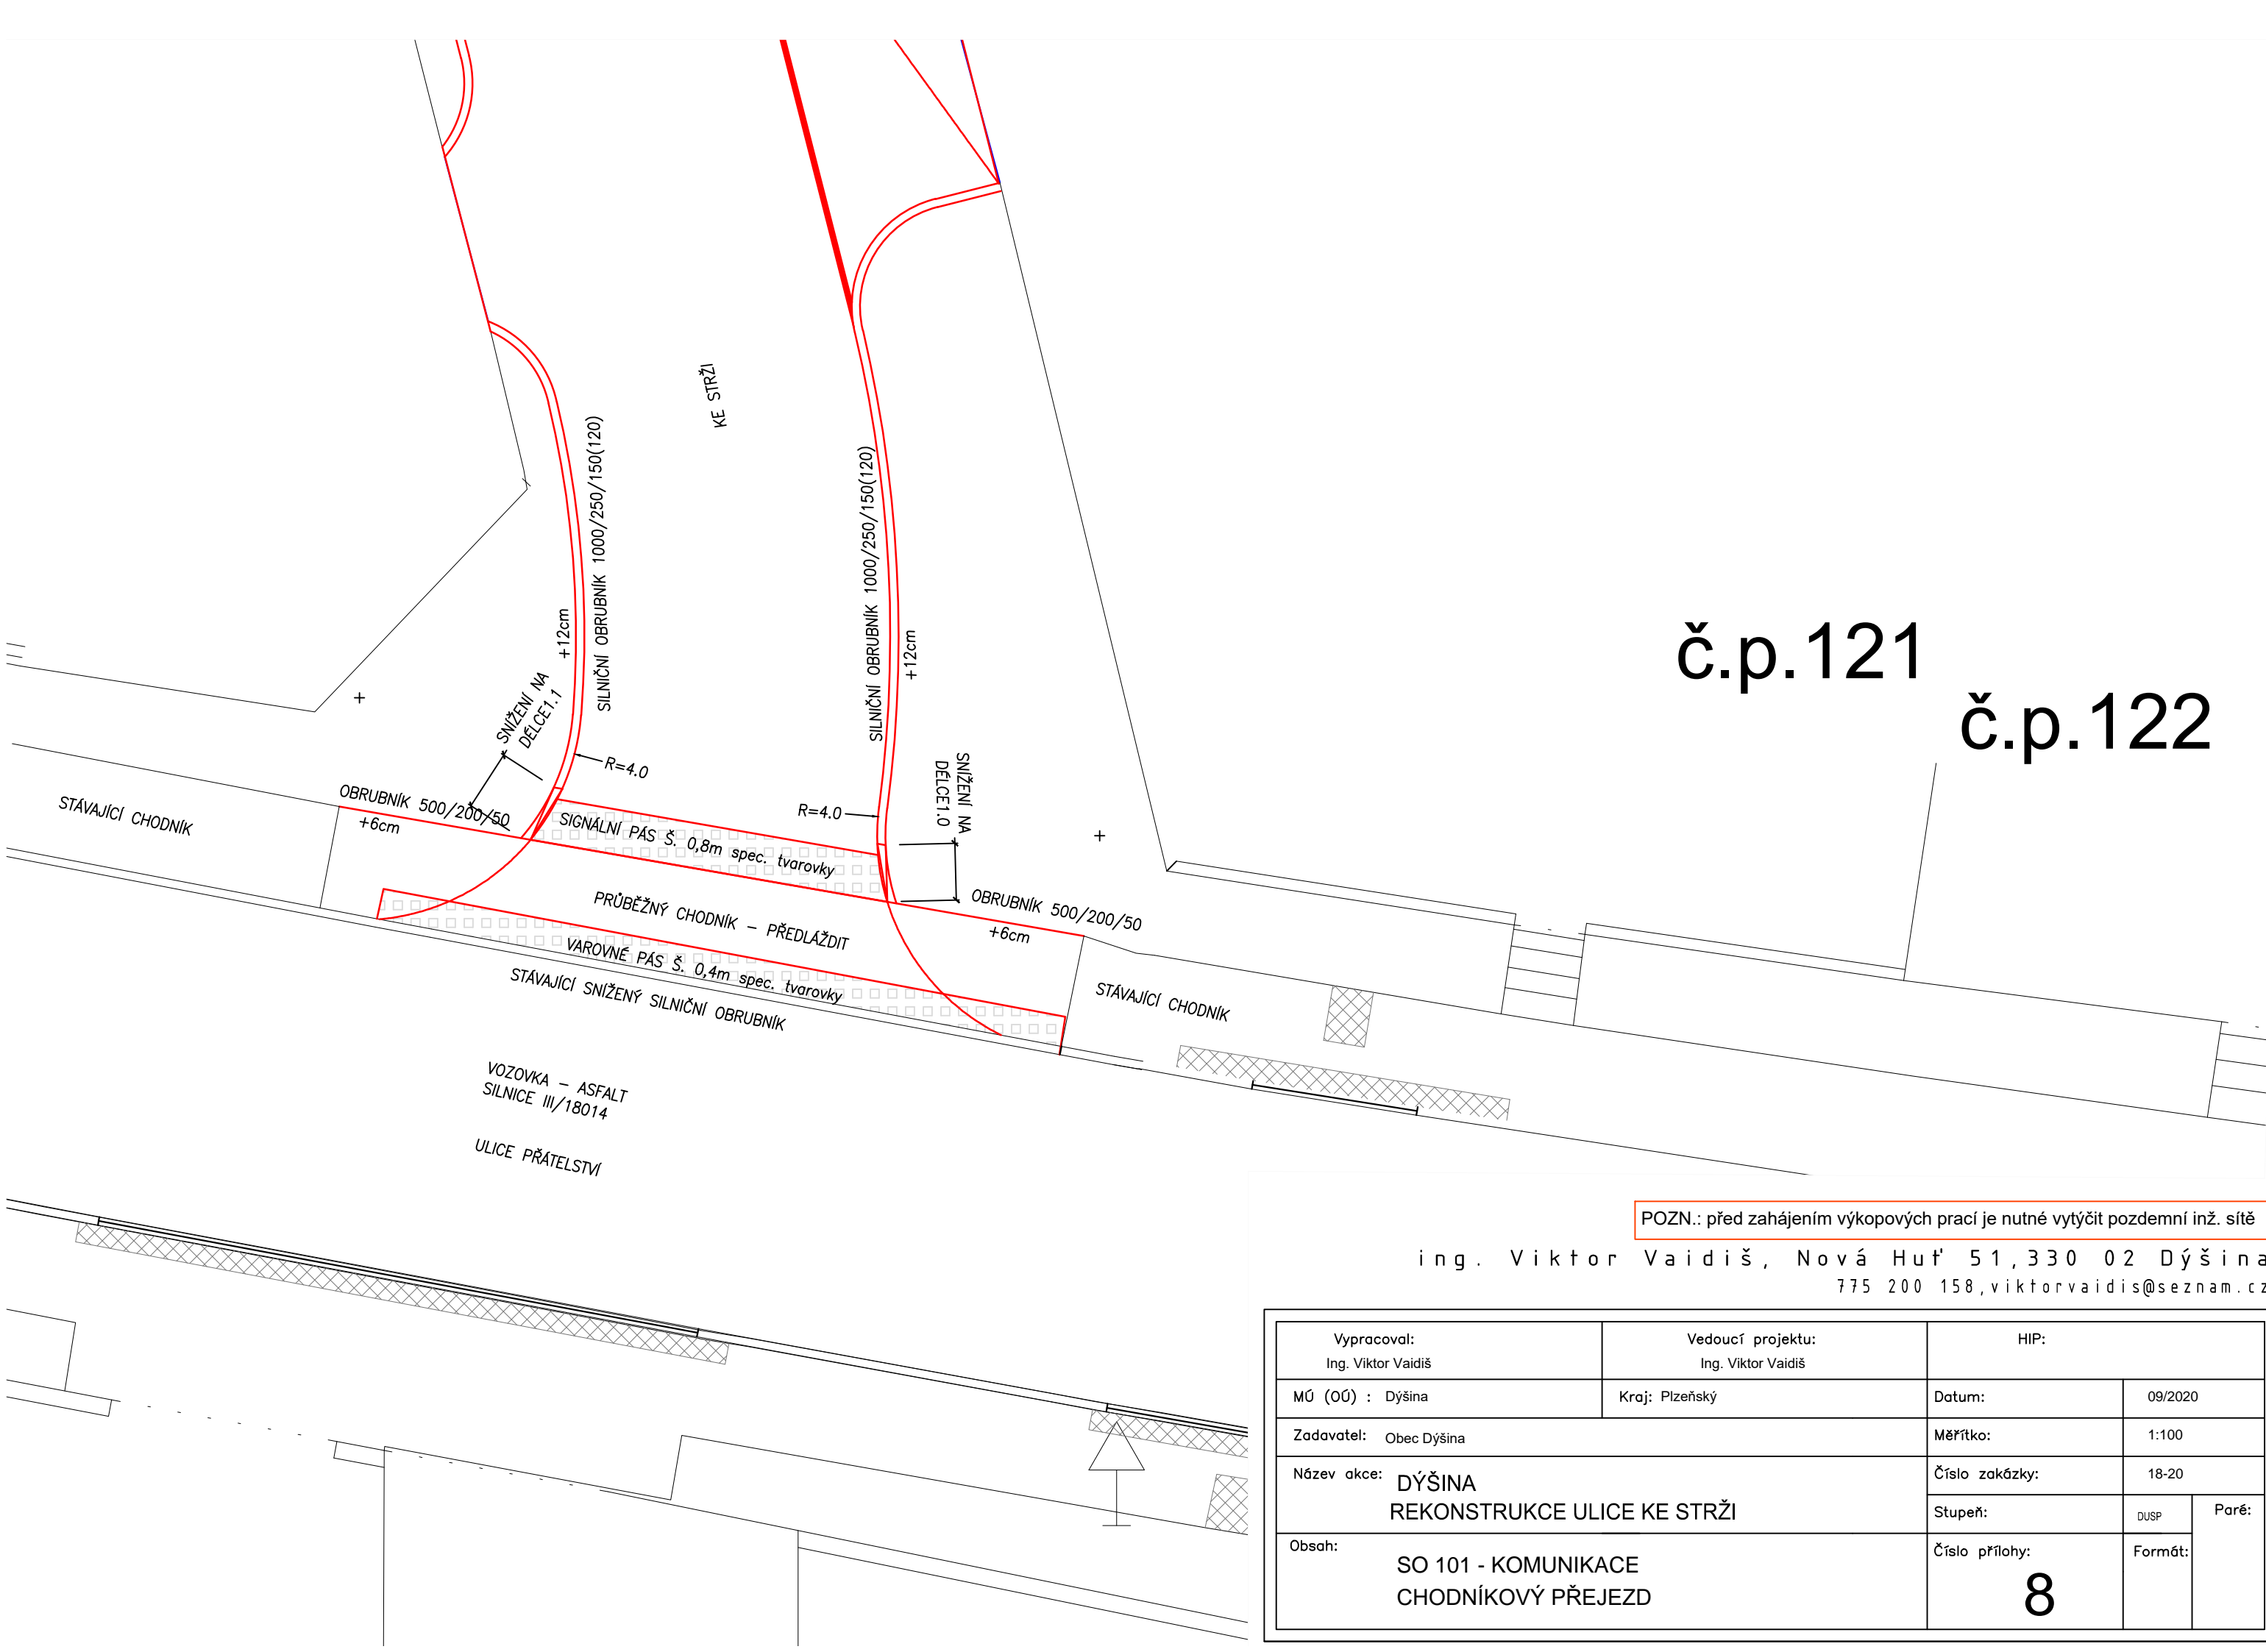 KE STRŽI
SILNIČNÍ OBRUBNÍK 1000/250/150(120)
+12cm
SILNIČNÍ OBRUBNÍK 1000/250/150(120)
+12cm
č.p.121
č.p.122
SNÍŽENÍ NA
DÉLCE1.1
R=4.0
R=4.0
SNÍŽENÍ NA
DÉLCE1.0
STÁVAJÍCÍ CHODNÍK
OBRUBNÍK 500/200/50
+6cm
SIGNÁLNÍ PÁS Š. 0,8m spec. tvarovky
PRŮBĚŽNÝ CHODNÍK – PŘEDLÁŽDIT
OBRUBNÍK 500/200/50
+6cm
VAROVNÉ PÁS Š. 0,4m spec. tvarovky
STÁVAJÍCÍ SNÍŽENÝ SILNIČNÍ OBRUBNÍK
STÁVAJÍCÍ CHODNÍK
VOZOVKA – ASFALT
SILNICE III/18014
ULICE PŘÁTELSTVÍ
POZN.: před zahájením výkopových prací je nutné vytýčit pozdemní inž. sítě
ing. Viktor Vaidiš, Nová Huť 51,330 02 Dýšina
775 200 158,viktorvaidis@seznam.cz
Vypracoval:
Ing. Viktor Vaidiš
Vedoucí projektu:
Ing. Viktor Vaidiš
HIP:
MÚ (OÚ) : Dýšina
Kraj: Plzeňský
Datum: 09/2020
Zadavatel: Obec Dýšina
Měřítko: 1:100
Název akce: DÝŠINA
REKONSTRUKCE ULICE KE STRŽI
Číslo zakázky: 18-20
Stupeň: DUSP
Paré:
Obsah:
SO 101 - KOMUNIKACE
CHODNÍKOVÝ PŘEJEZD
Číslo přílohy:
8
Formát: